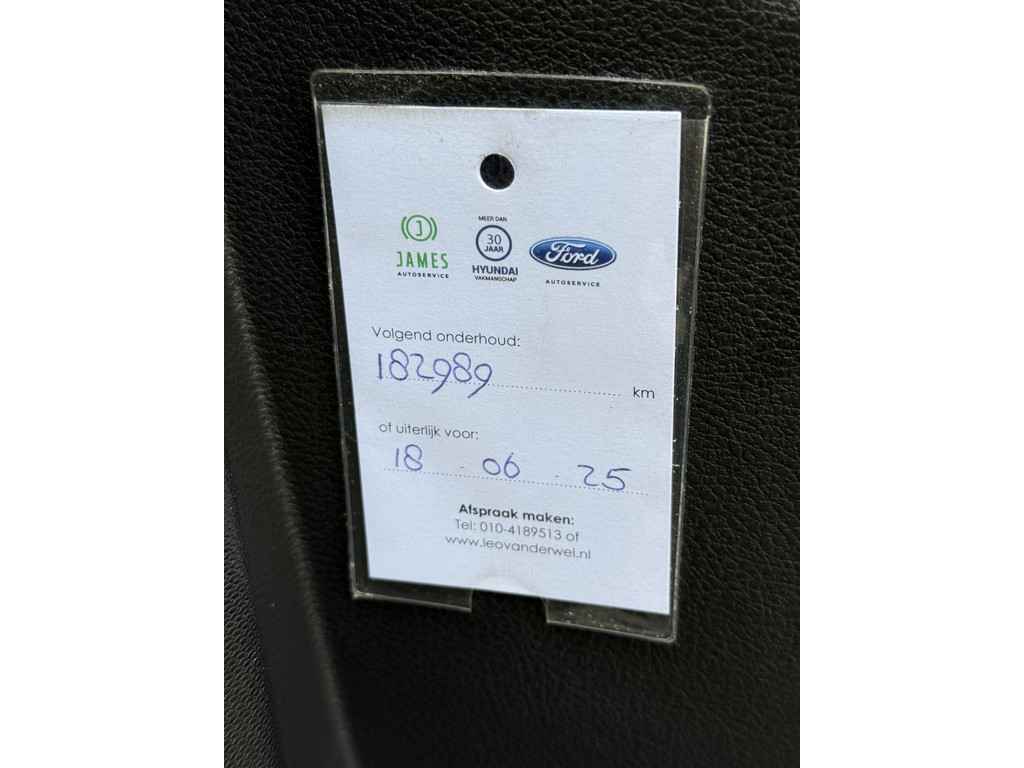 J
JAMES
AUTOSERVICE
MEER DAN
30
JAAR
HYUNDAI
VAKMANSCHAP
Ford
AUTOSERVICE
Volgend onderhoud:
182989 km
of uiterlijk voor:
18 - 06 - 25
Afspraak maken:
Tel: 010-4189513 of
www.leovanderwel.nl